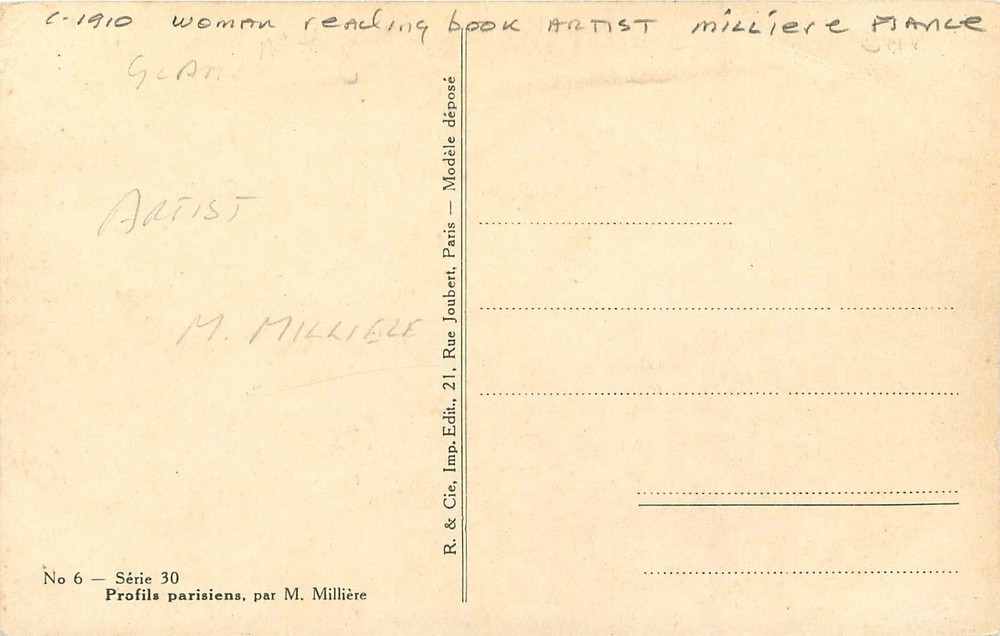 C-1910 WOMAN reading book ARTIST Milliere FRANCE
ARTIST
M. MILLIERE
R. & Cie, Imp. Edit., 21, Rue Joubert, Paris — Modèle déposé
No 6 — Série 30
Profils parisiens, par M. Millière